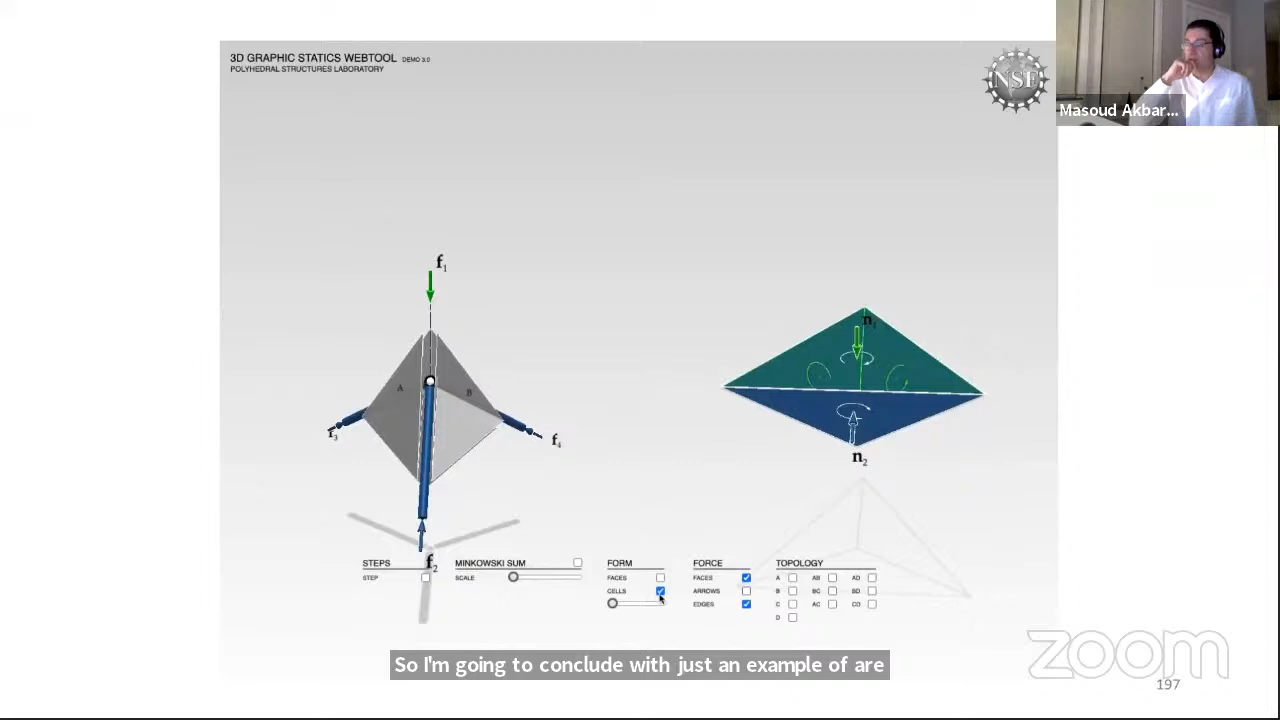 3D GRAPHIC STATICS WEBTOOL DEMO 3.0
POLYHEDRAL STRUCTURES LABORATORY
NSF
Masoud Akbar...
f1
n1
A
B
f3
f4
n2
f2
STEPS
STEP
MINKOWSKI SUM
SCALE
FORM
FACES
CELLS
FORCE
FACES
ARROWS
EDGES
TOPOLOGY
A AB AD
B BC BD
C AC CD
D
So I'm going to conclude with just an example of are
zoom
197